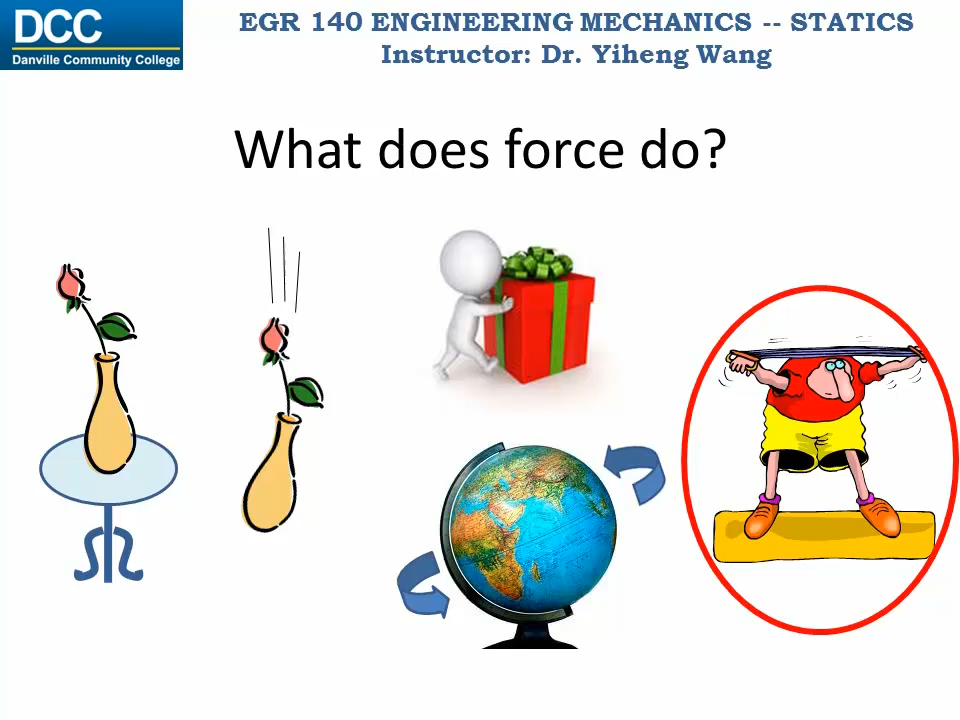 DCC
Danville Community College
EGR 140 ENGINEERING MECHANICS -- STATICS
Instructor: Dr. Yiheng Wang
What does force do?